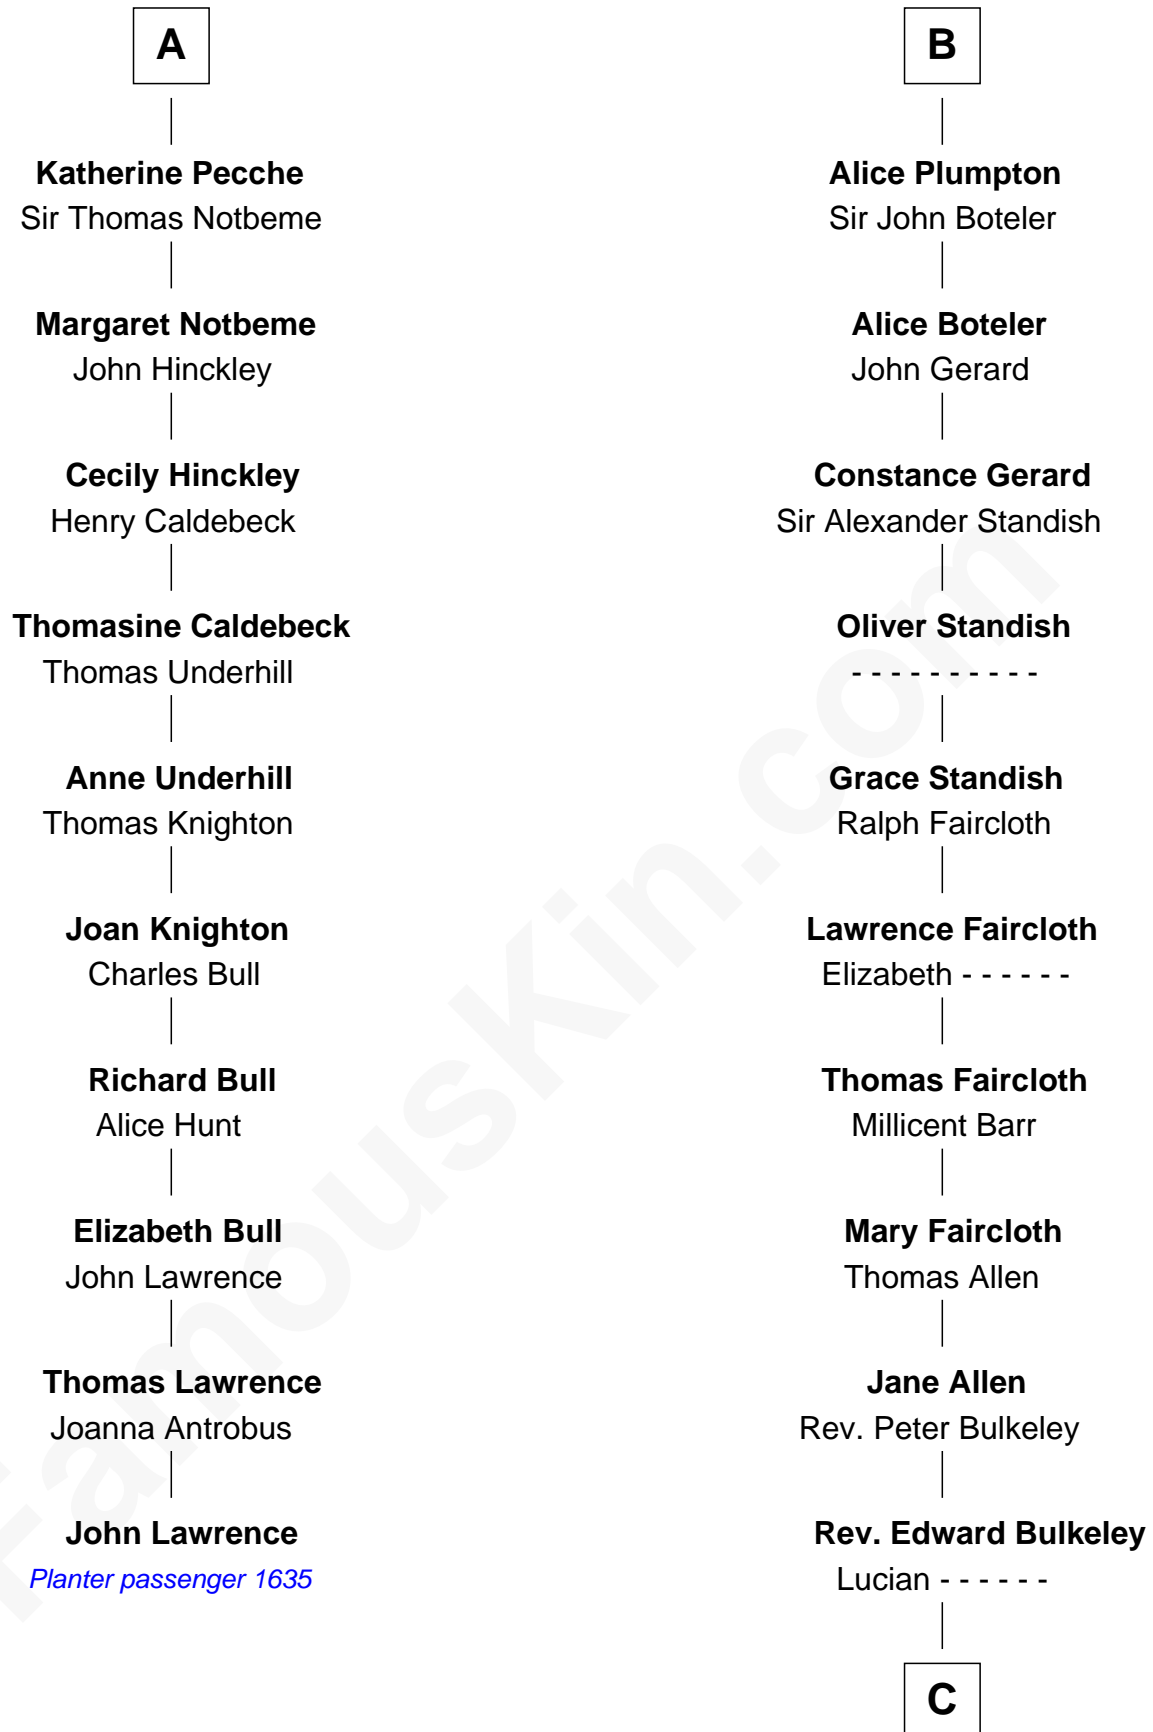 A
Katherine Pecche
Sir Thomas Notbeme
Margaret Notbeme
John Hinckley
Cecily Hinckley
Henry Caldebeck
Thomasine Caldebeck
Thomas Underhill
Anne Underhill
Thomas Knighton
Joan Knighton
Charles Bull
Richard Bull
Alice Hunt
Elizabeth Bull
John Lawrence
Thomas Lawrence
Joanna Antrobus
John Lawrence
Planter passenger 1635
B
Alice Plumpton
Sir John Boteler
Alice Boteler
John Gerard
Constance Gerard
Sir Alexander Standish
Oliver Standish
- - - - - - - - - -
Grace Standish
Ralph Faircloth
Lawrence Faircloth
Elizabeth - - - - - -
Thomas Faircloth
Millicent Barr
Mary Faircloth
Thomas Allen
Jane Allen
Rev. Peter Bulkeley
Rev. Edward Bulkeley
Lucian - - - - - -
C
FamousKin.com